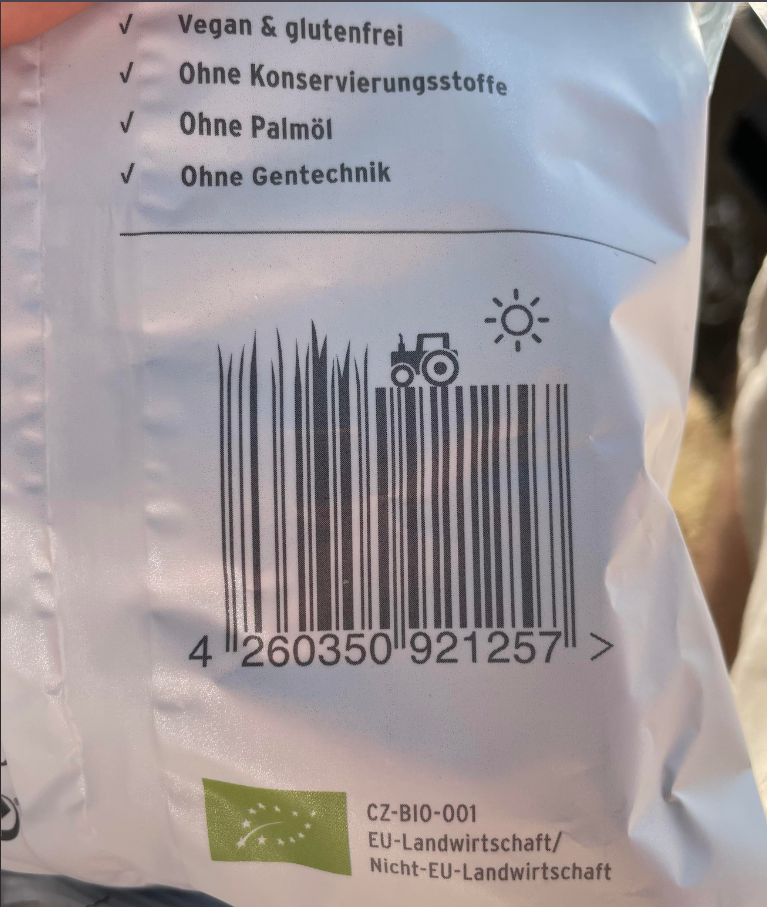 √ Vegan & glutenfrei
√ Ohne Konservierungsstoffe
√ Ohne Palmöl
√ Ohne Gentechnik
4 260350 921257 >
CZ-BIO-001
EU-Landwirtschaft/
Nicht-EU-Landwirtschaft